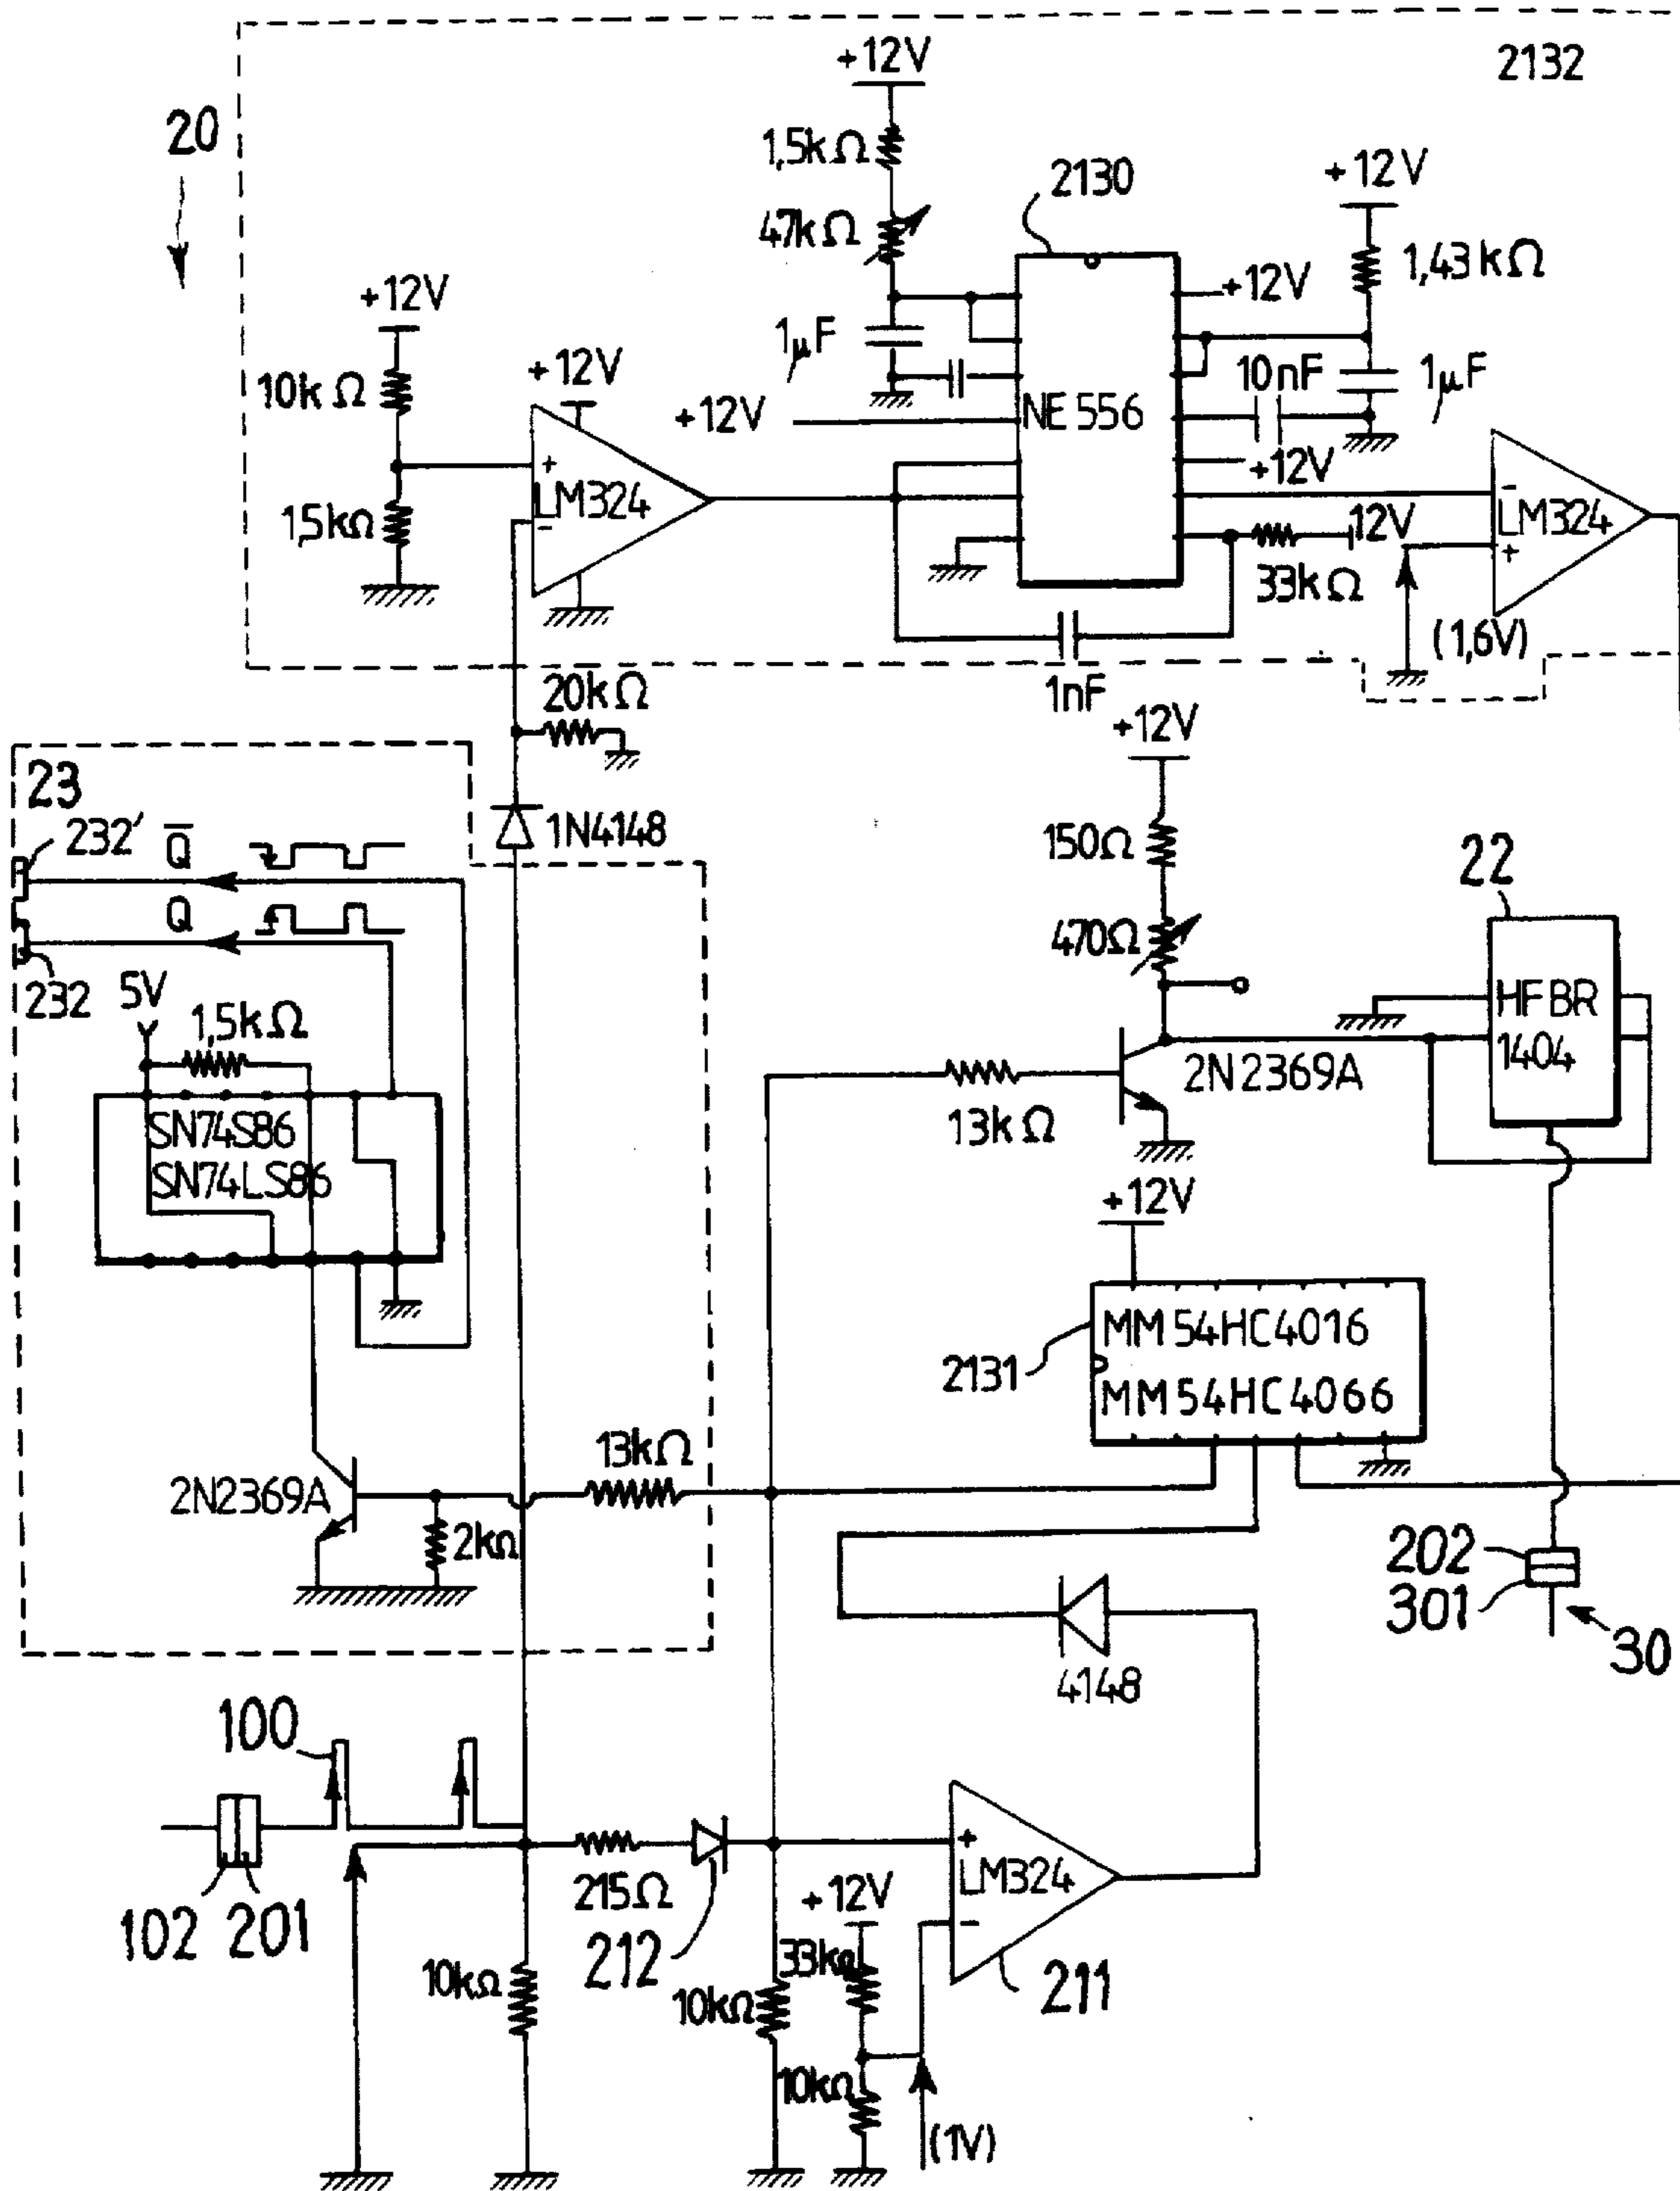 2132
+12V
20
1,5kΩ
2130
+12V
47kΩ
1,43kΩ
+12V
+12V
1μF
10kΩ
+12V
10nF
1μF
+12V
NE 556
+
LM324
+12V
-
-
LM324
1,5kΩ
12V
+
33kΩ
(1,6V)
20kΩ
1nF
+12V
23
232'
Q̄
1N4148
150Ω
22
Q
470Ω
232
5V
HFBR
1404
1,5kΩ
2N2369A
13kΩ
SN74S86
SN74LS86
+12V
MM54HC4016
2131
MM54HC4066
13kΩ
2N2369A
2kΩ
202
301
30
4148
100
+
LM324
215Ω
+12V
-
102 201
212
33kΩ
10kΩ
10kΩ
211
10kΩ
(1V)